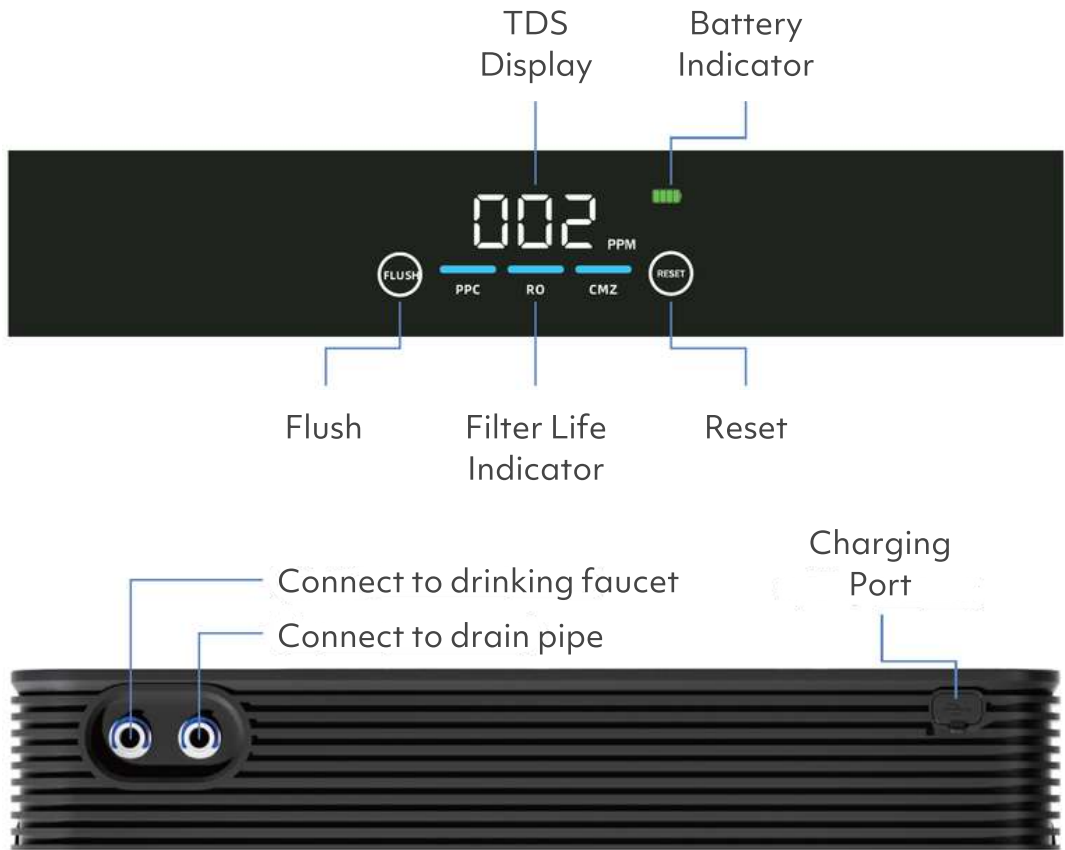 TDS
Display
Battery
Indicator
002
PPM
FLUSH
PPC
RO
CMZ
RESET
Flush
Filter Life
Indicator
Reset
Connect to drinking faucet
Connect to drain pipe
Charging
Port